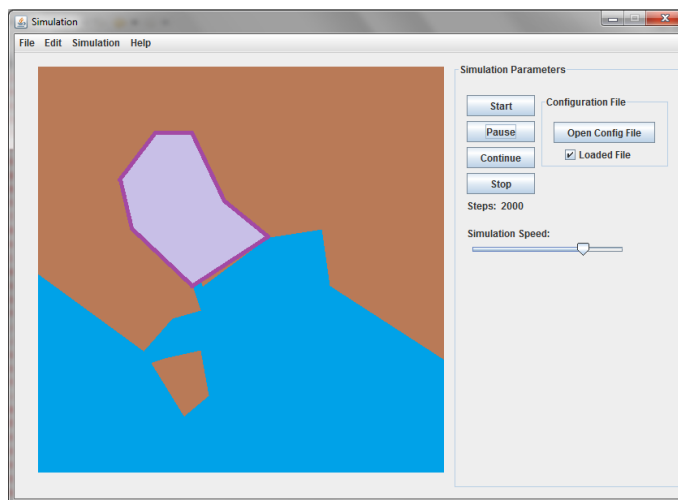 Simulation
File Edit Simulation Help
Simulation Parameters
Start
Configuration File
Pause
Open Config File
Continue
Loaded File
Stop
Steps: 2000
Simulation Speed: